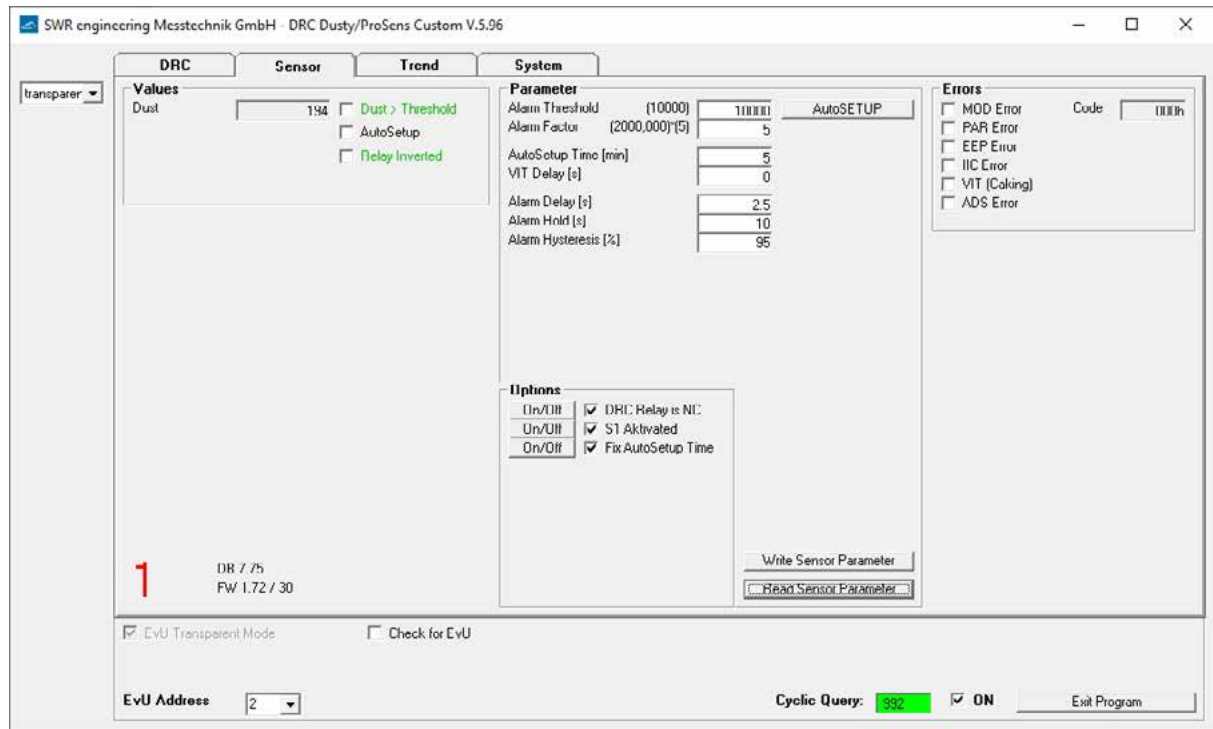 SWR engineering Messtechnik GmbH - DRC Dusty/ProSens Custom V.5.96
DRC Sensor Trend System
transparer
Values
Dust 194 Dust > Threshold
AutoSetup
Relay Inverted
Parameter
Alarm Threshold (10000) 10000 AutoSETUP
Alarm Factor (2000,000)*(5) 5
AutoSetup Time [min] 5
VIT Delay [s] 0
Alarm Delay [s] 2.5
Alarm Hold [s] 10
Alarm Hysteresis [%] 95
Errors
MOD Error Code 000h
PAR Error
EEP Error
IIC Error
VIT (Caking)
ADS Error
Options
On/Off DRC Relay is NC
On/Off S1 Aktivated
On/Off Fix AutoSetup Time
1
DB 7.75
FW 1.72 / 30
Write Sensor Parameter
Read Sensor Parameter
EvU Transparent Mode Check for EvU
EvU Address 2 Cyclic Query: 992 ON Exit Program